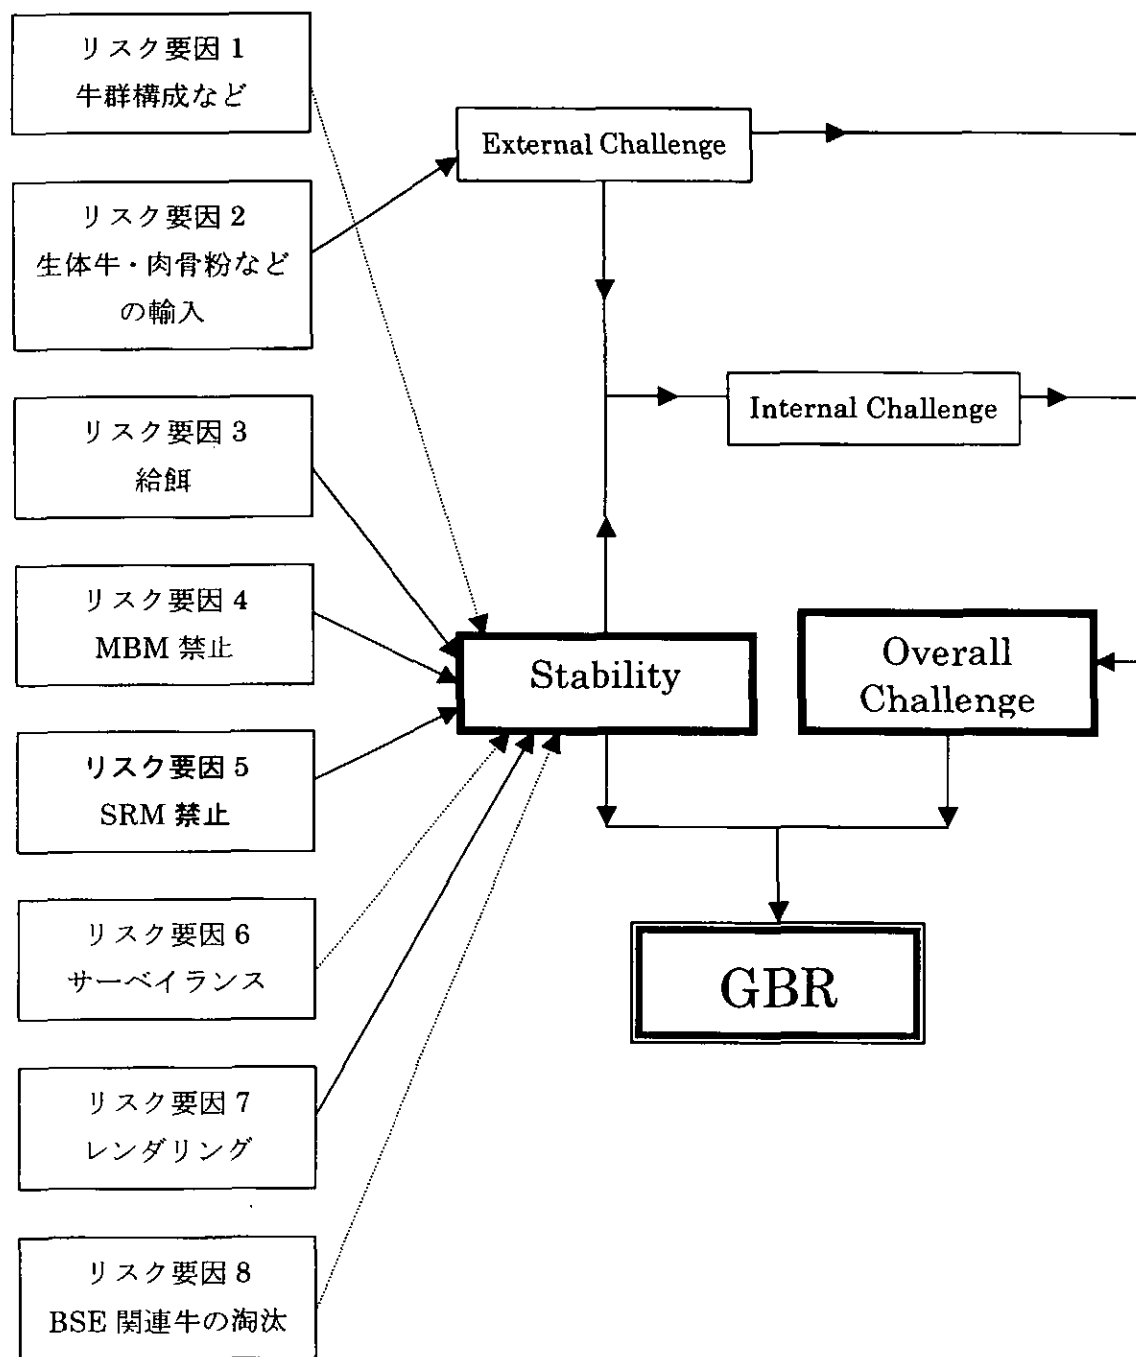 リスク要因 1
牛群構成など
リスク要因 2
生体牛・肉骨粉など
の輸入
リスク要因 3
給餌
リスク要因 4
MBM 禁止
リスク要因 5
SRM 禁止
リスク要因 6
サーベイランス
リスク要因 7
レンダリング
リスク要因 8
BSE 関連牛の淘汰
External Challenge
Internal Challenge
Stability
Overall
Challenge
GBR